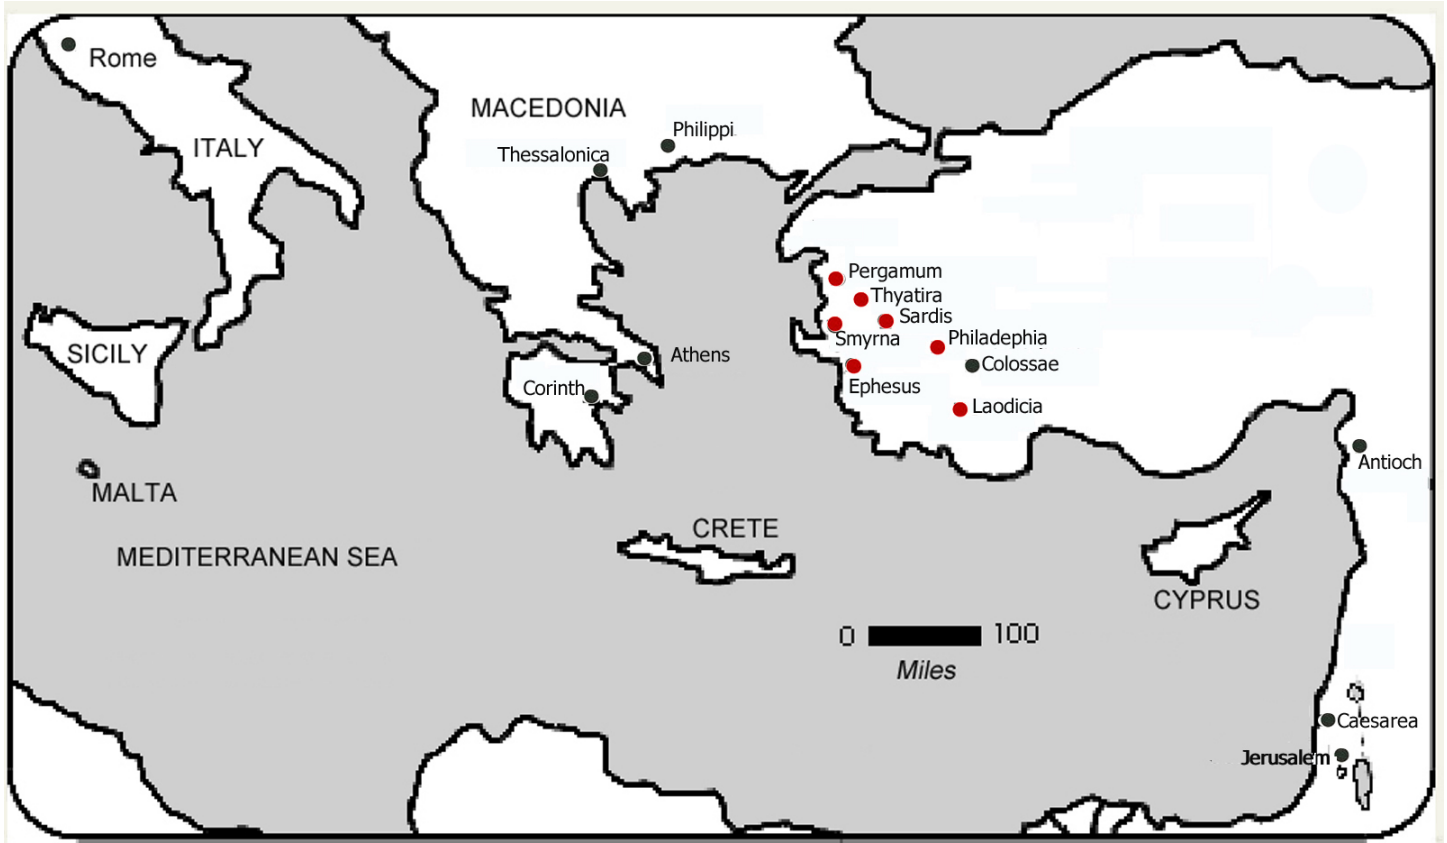 Rome
MACEDONIA
Philippi
ITALY
Thessalonica
Pergamum
Thyatira
Sardis
Smyrna
Philadephia
SICILY
Athens
Colossae
Ephesus
Corinth
Laodicia
Antioch
MALTA
CRETE
MEDITERRANEAN SEA
CYPRUS
0 100
Miles
Caesarea
Jerusalem